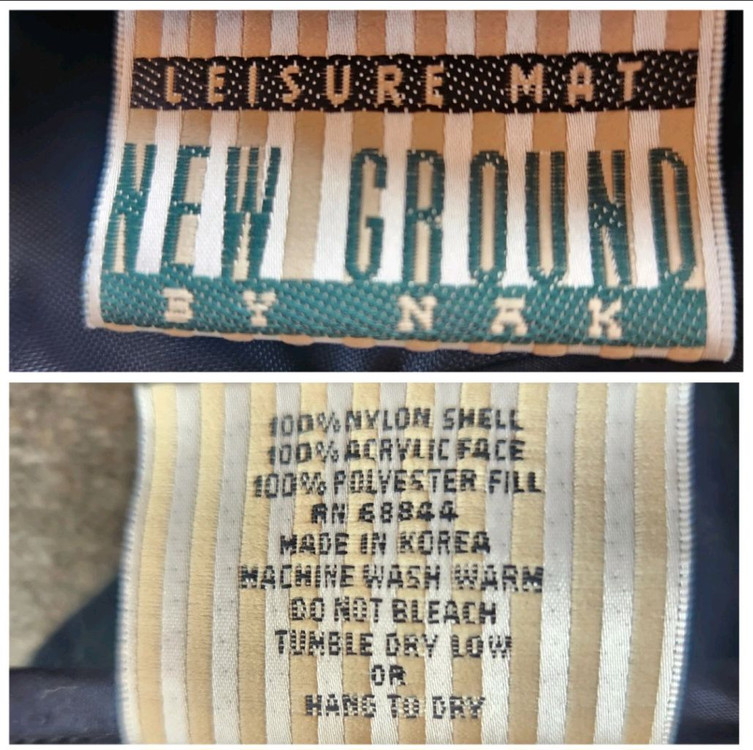 LEISURE MAT
NEW GROUND
BY NAK
100% NYLON SHELL
100% ACRYLIC FACE
100% POLYESTER FILL
RN 68844
MADE IN KOREA
MACHINE WASH WARM
DO NOT BLEACH
TUMBLE DRY LOW
OR
HANG TO DRY